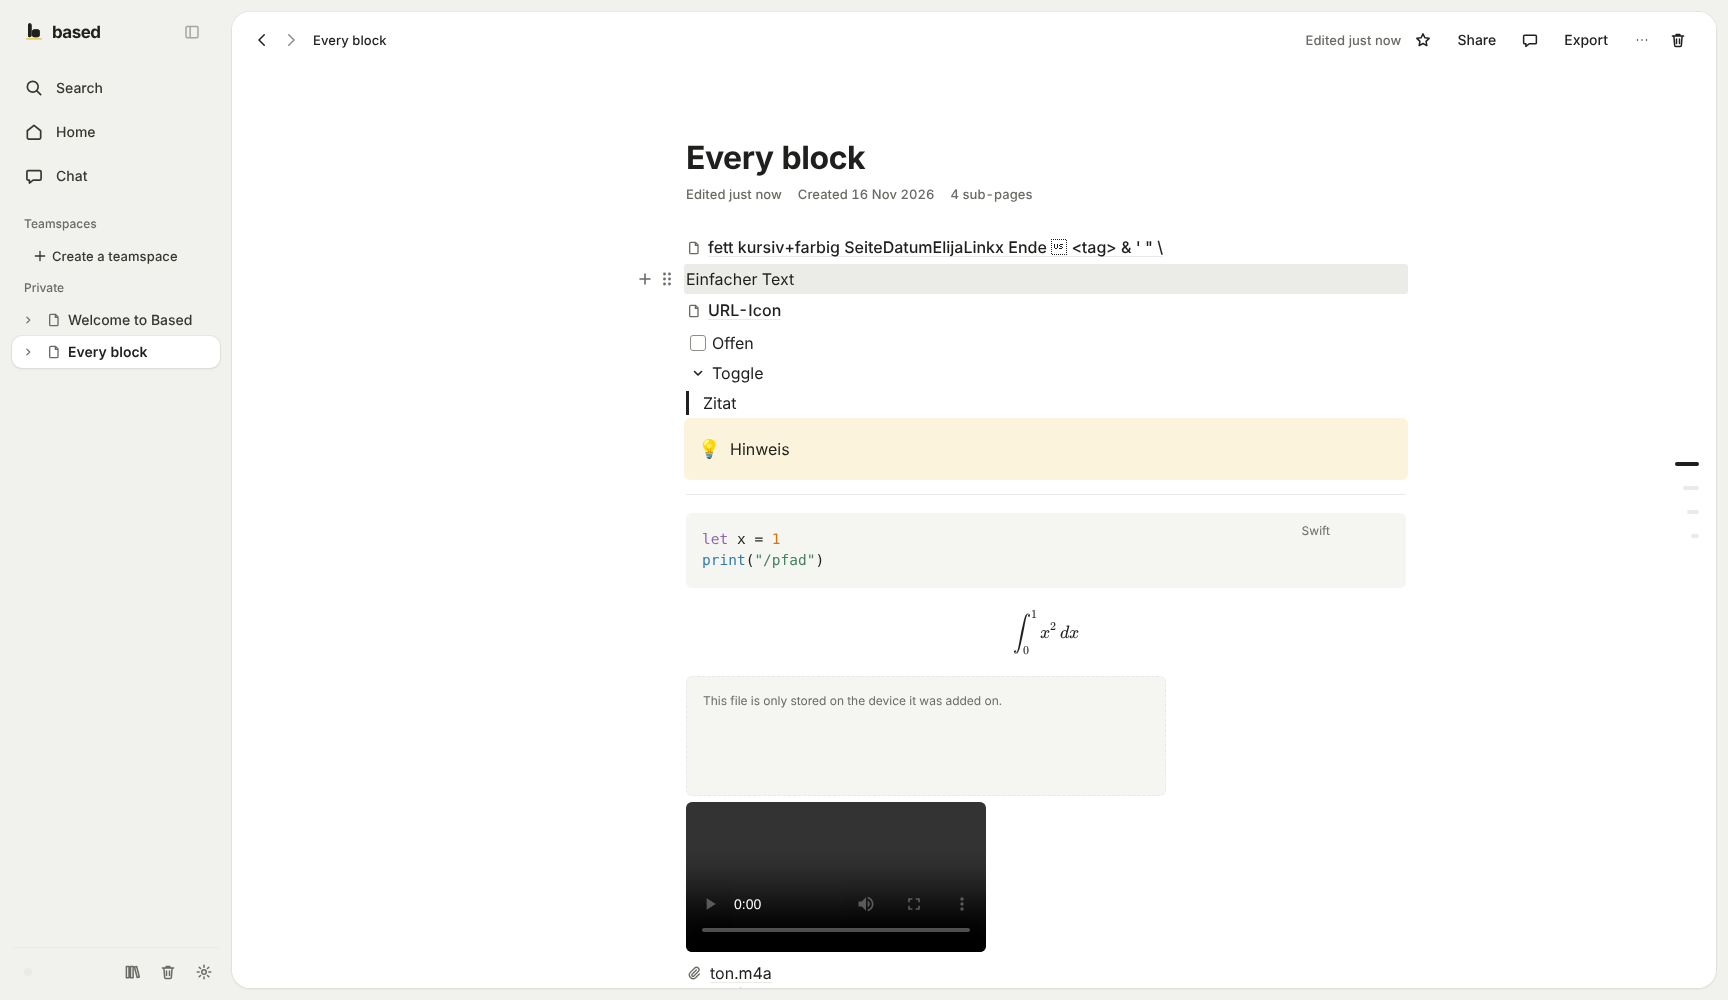 based
Search
Home
Chat
Teamspaces
Create a teamspace
Private
Welcome to Based
Every block
Every block
Edited just now
Share
Export
Every block
Edited just now Created 16 Nov 2026 4 sub-pages
fett kursiv+farbig SeiteDatumElijaLinkx Ende ␟ <tag> & ' " \
Einfacher Text
URL-Icon
Offen
Toggle
Zitat
💡 Hinweis
Swift
let x = 1
print("/pfad")
∫₀¹ x² dx
This file is only stored on the device it was added on.
0:00
ton.m4a